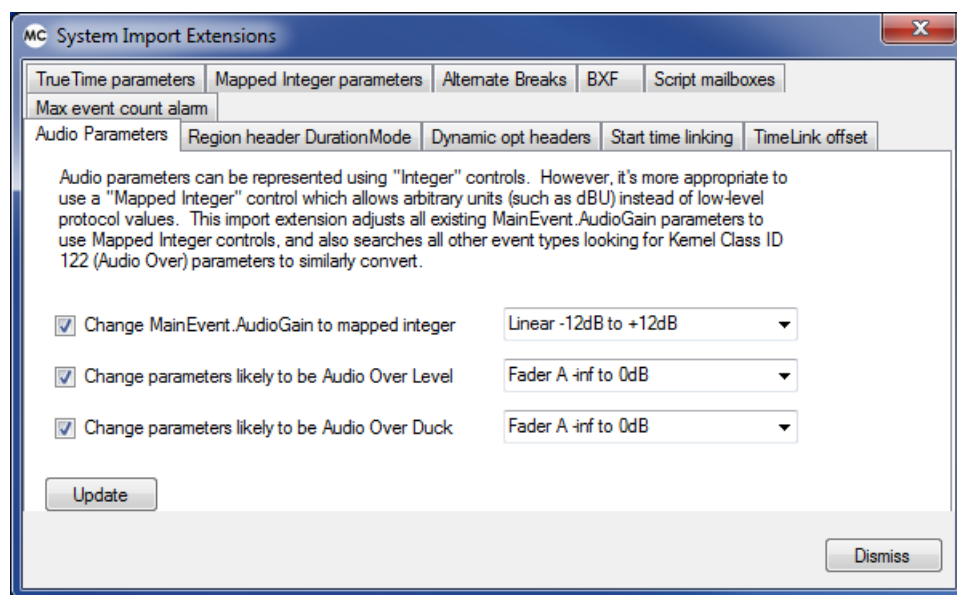 MC System Import Extensions
TrueTime parameters Mapped Integer parameters Alternate Breaks BXF Script mailboxes
Max event count alarm
Audio Parameters Region header DurationMode Dynamic opt headers Start time linking TimeLink offset
Audio parameters can be represented using "Integer" controls. However, it's more appropriate to
use a "Mapped Integer" control which allows arbitrary units (such as dBU) instead of low-level
protocol values. This import extension adjusts all existing MainEvent.AudioGain parameters to
use Mapped Integer controls, and also searches all other event types looking for Kernel Class ID
122 (Audio Over) parameters to similarly convert.
Change MainEvent.AudioGain to mapped integer Linear -12dB to +12dB
Change parameters likely to be Audio Over Level Fader A -inf to 0dB
Change parameters likely to be Audio Over Duck Fader A -inf to 0dB
Update
Dismiss